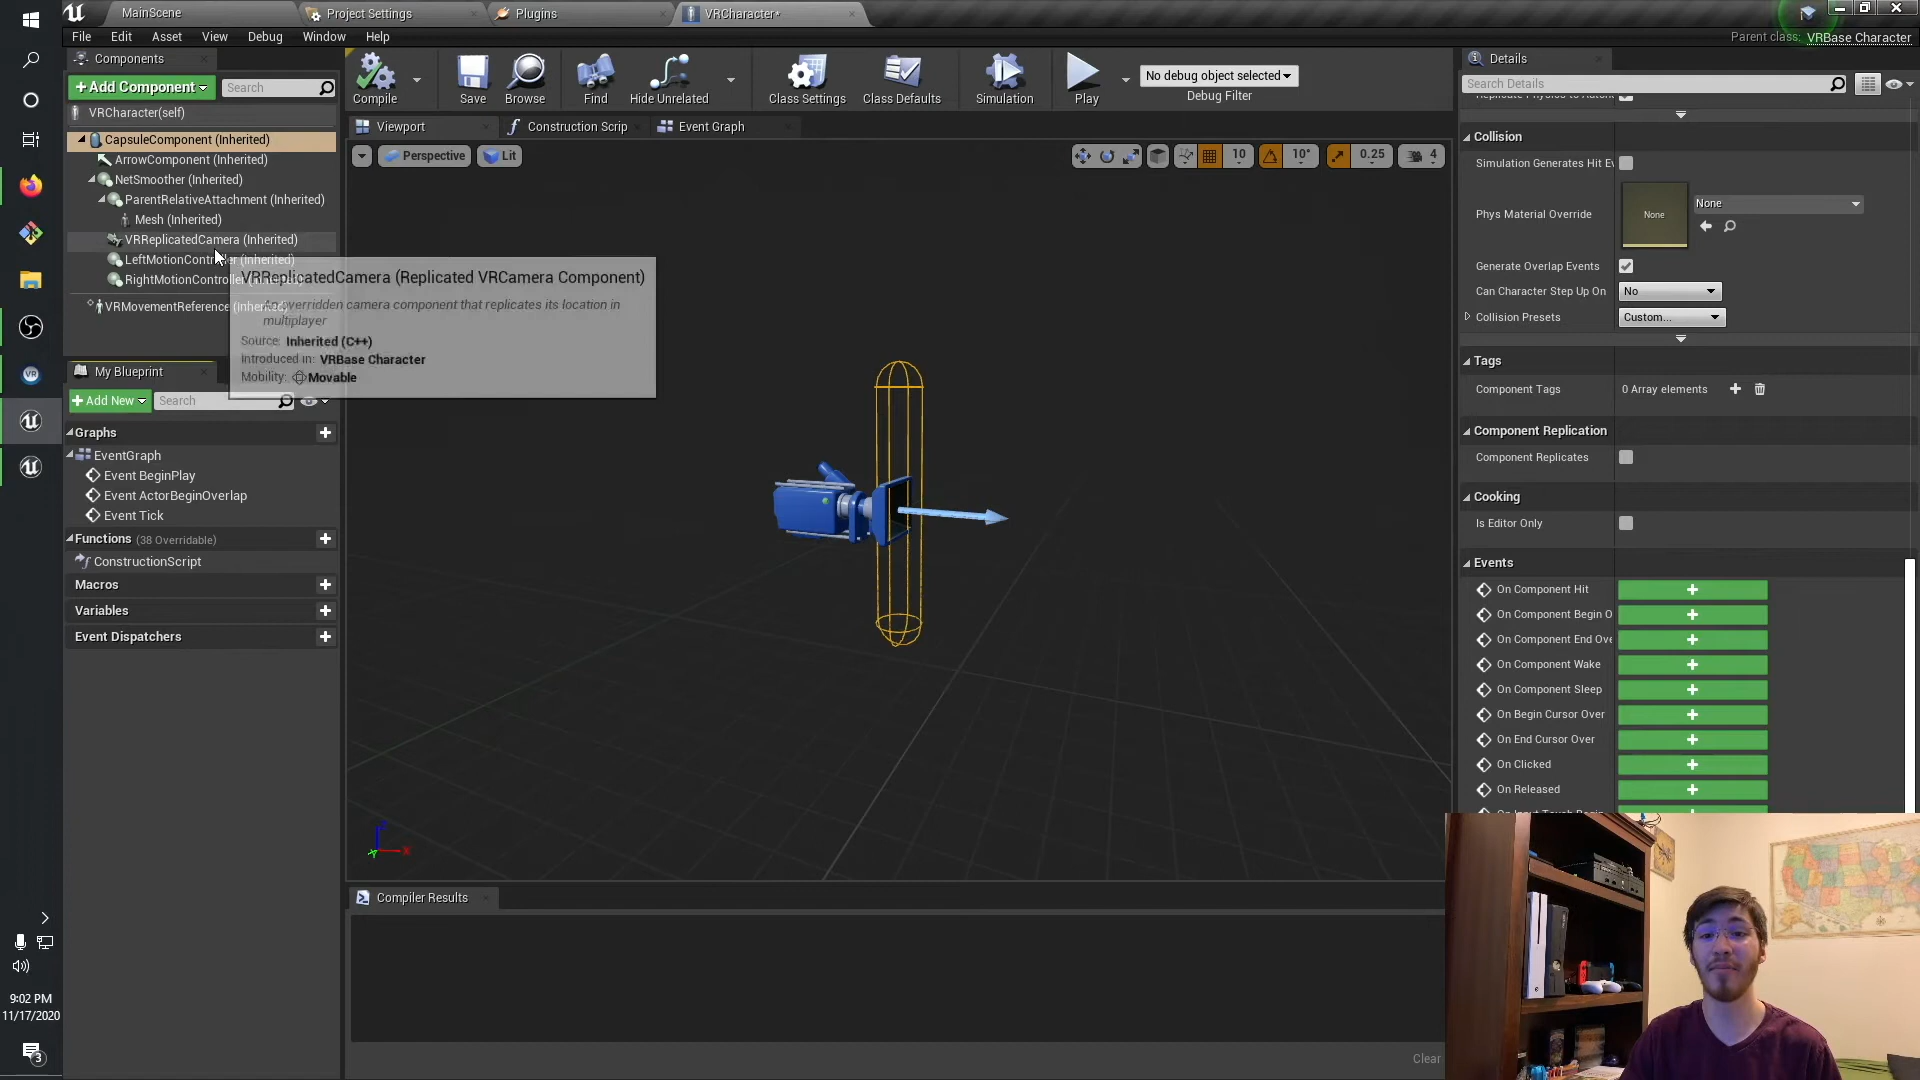 MainScene
Project Settings
Plugins
VRCharacter*
File
Edit
Asset
View
Debug
Window
Help
Parent class: VRBase Character
Components
+Add Component
Search
VRCharacter(self)
CapsuleComponent (Inherited)
ArrowComponent (Inherited)
NetSmoother (Inherited)
ParentRelativeAttachment (Inherited)
Mesh (Inherited)
VRReplicatedCamera (Inherited)
LeftMotionController (Inherited)
RightMotionController
VRMovementReference (Inherited)
VRReplicatedCamera (Replicated VRCamera Component)
An overridden camera component that replicates its location in
multiplayer
Source: Inherited (C++)
Introduced in: VRBase Character
Mobility: Movable
My Blueprint
+Add New
Search
Graphs
EventGraph
Event BeginPlay
Event ActorBeginOverlap
Event Tick
Functions (38 Overridable)
ConstructionScript
Macros
Variables
Event Dispatchers
Compile
Save
Browse
Find
Hide Unrelated
Class Settings
Class Defaults
Simulation
Play
No debug object selected
Debug Filter
Viewport
Construction Scrip
Event Graph
Perspective
Lit
10
10°
0.25
4
X
Compiler Results
Clear
Details
Search Details
Collision
Simulation Generates Hit Ev
Phys Material Override
None
None
Generate Overlap Events
Can Character Step Up On
No
Collision Presets
Custom...
Tags
Component Tags
0 Array elements
Component Replication
Component Replicates
Cooking
Is Editor Only
Events
On Component Hit
On Component Begin O
On Component End Ove
On Component Wake
On Component Sleep
On Begin Cursor Over
On End Cursor Over
On Clicked
On Released
9:02 PM
11/17/2020
3